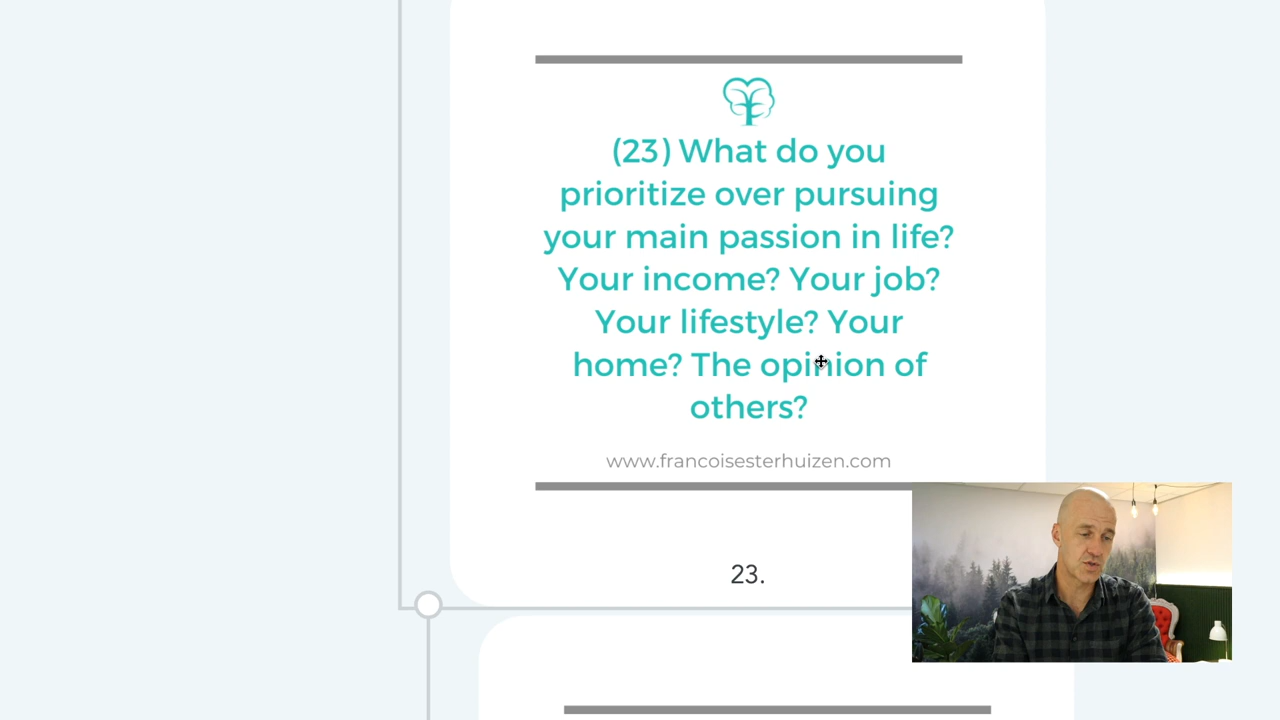 (23) What do you
prioritize over pursuing
your main passion in life?
Your income? Your job?
Your lifestyle? Your
home? The opinion of
others?
www.francoisesterhuizen.com
23.